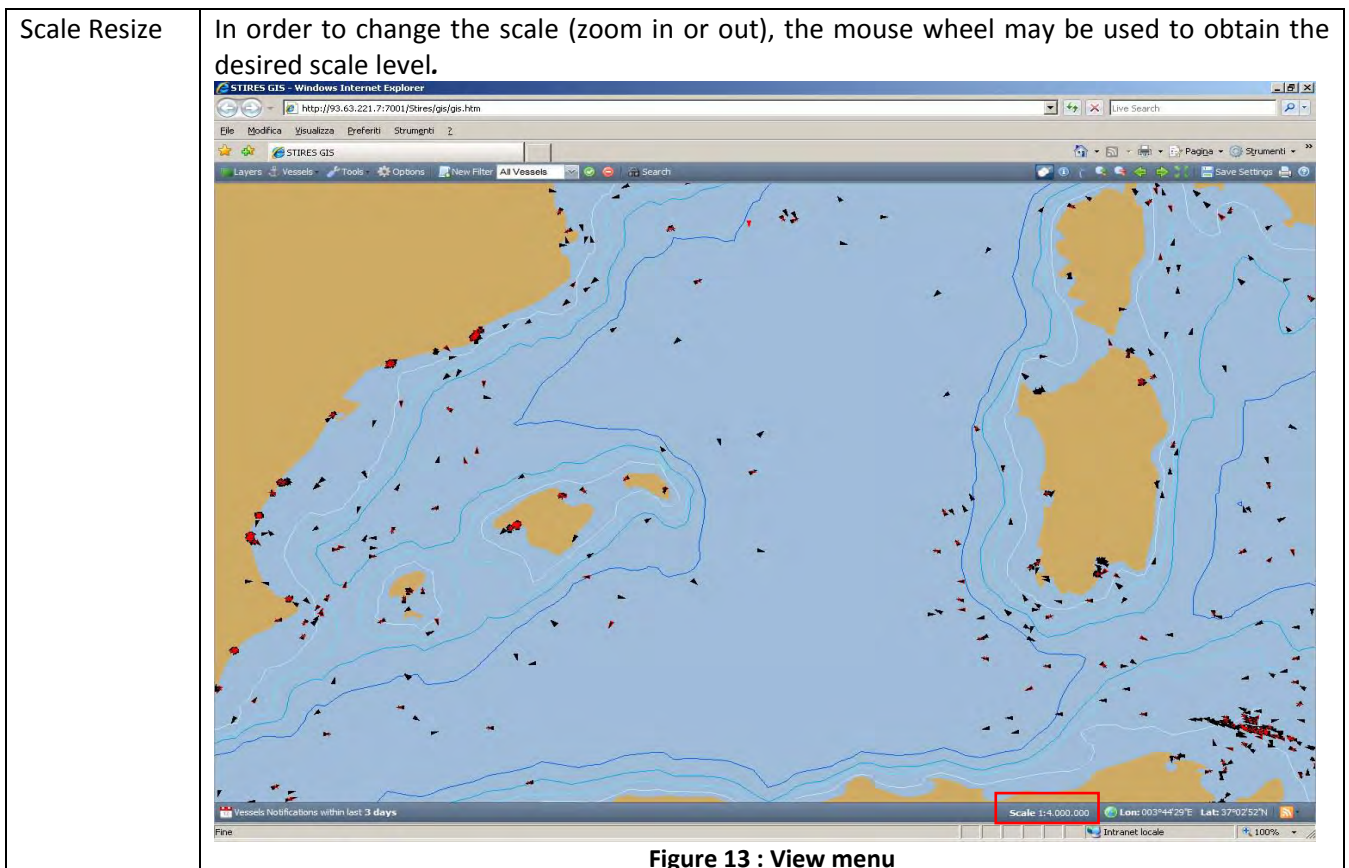 Scale Resize
In order to change the scale (zoom in or out), the mouse wheel may be used to obtain the
desired scale level.
STIRES GIS - Windows Internet Explorer
http://93.63.221.7:7001/Stires/gis/gis.htm
Live Search
File Modifica Visualizza Preferiti Strumenti ?
STIRES GIS
Pagina Strumenti
Layers Vessels Tools Options New Filter All Vessels Search
Save Settings
Vessels Notifications within last 3 days
Scale 1:4.000.000
Lon: 003°44'29"E Lat: 37°02'52"N
Fine
Intranet locale
100%
Figure 13 : View menu